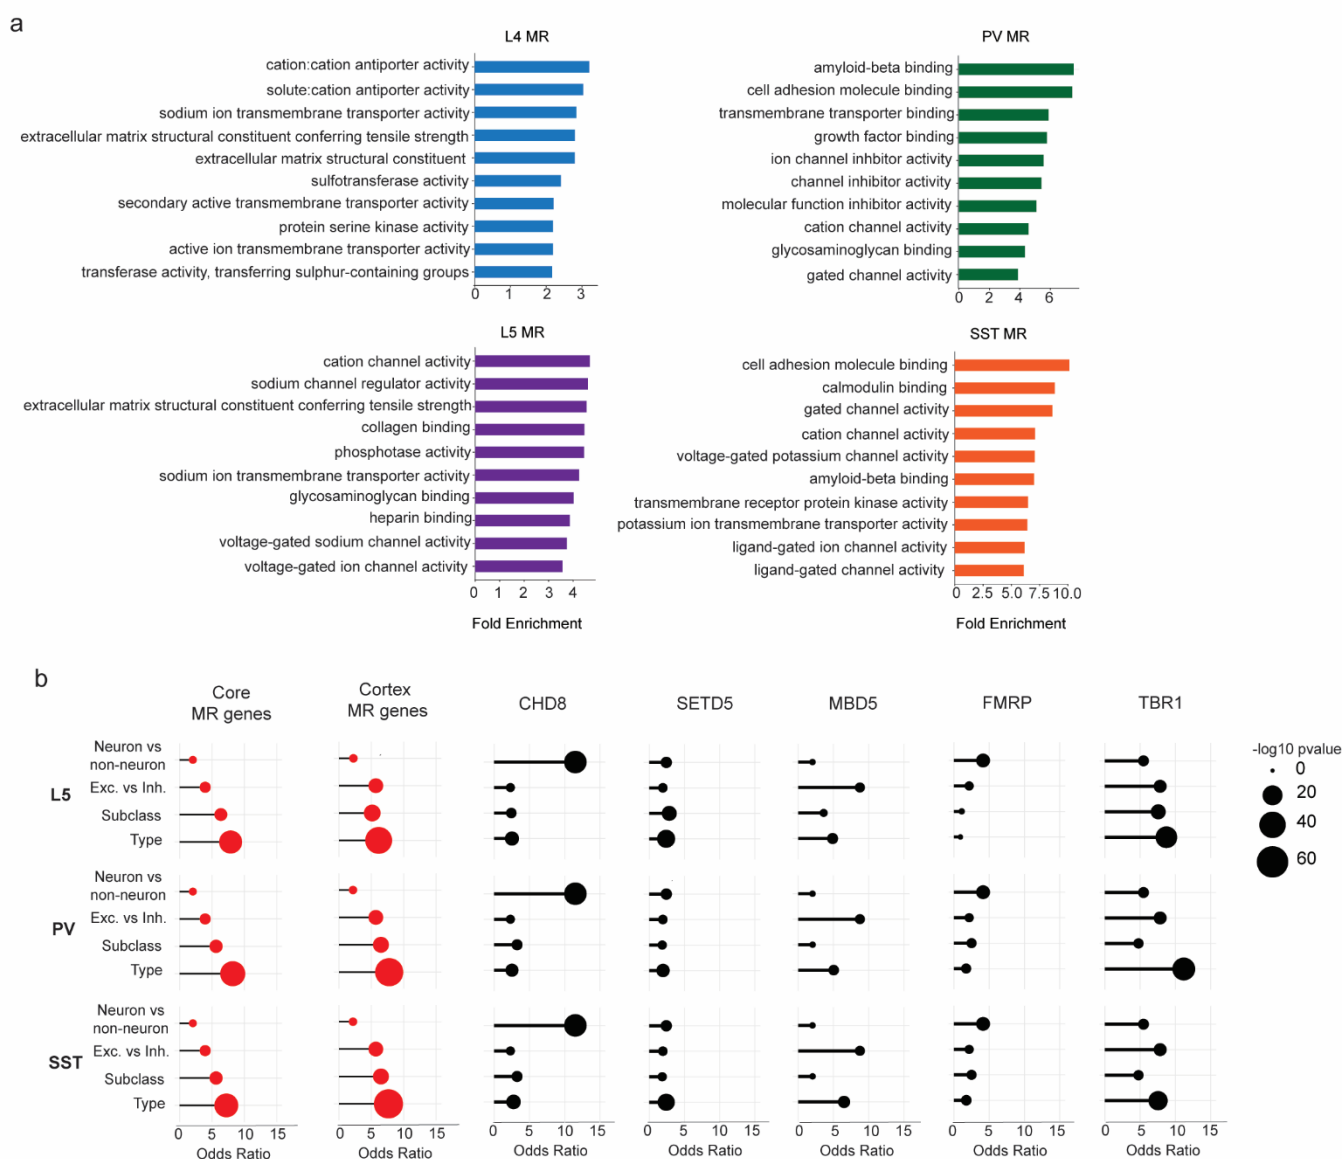 a
L4 MR
cation:cation antiporter activity
solute:cation antiporter activity
sodium ion transmembrane transporter activity
extracellular matrix structural constituent conferring tensile strength
extracellular matrix structural constituent
sulfotransferase activity
secondary active transmembrane transporter activity
protein serine kinase activity
active ion transmembrane transporter activity
transferase activity, transferring sulphur-containing groups
0 1 2 3
PV MR
amyloid-beta binding
cell adhesion molecule binding
transmembrane transporter binding
growth factor binding
ion channel inhbitor activity
channel inhibitor activity
molecular function inhibitor activity
cation channel activity
glycosaminoglycan binding
gated channel activity
0 2 4 6
L5 MR
cation channel activity
sodium channel regulator activity
extracellular matrix structural constituent conferring tensile strength
collagen binding
phosphotase activity
sodium ion transmembrane transporter activity
glycosaminoglycan binding
heparin binding
voltage-gated sodium channel activity
voltage-gated ion channel activity
0 1 2 3 4
Fold Enrichment
SST MR
cell adhesion molecule binding
calmodulin binding
gated channel activity
cation channel activity
voltage-gated potassium channel activity
amyloid-beta binding
transmembrane receptor protein kinase activity
potassium ion transmembrane transporter activity
ligand-gated ion channel activity
ligand-gated channel activity
0 2.5 5.0 7.5 10.0
Fold Enrichment
b
Core
MR genes
Cortex
MR genes
CHD8
SETD5
MBD5
FMRP
TBR1
L5
Neuron vs
non-neuron
Exc. vs Inh.
Subclass
Type
PV
Neuron vs
non-neuron
Exc. vs Inh.
Subclass
Type
SST
Neuron vs
non-neuron
Exc. vs Inh.
Subclass
Type
0 5 10 15
Odds Ratio
0 5 10 15
Odds Ratio
0 5 10 15
Odds Ratio
0 5 10 15
Odds Ratio
0 5 10 15
Odds Ratio
0 5 10 15
Odds Ratio
0 5 10 15
Odds Ratio
-log10 pvalue
0
20
40
60